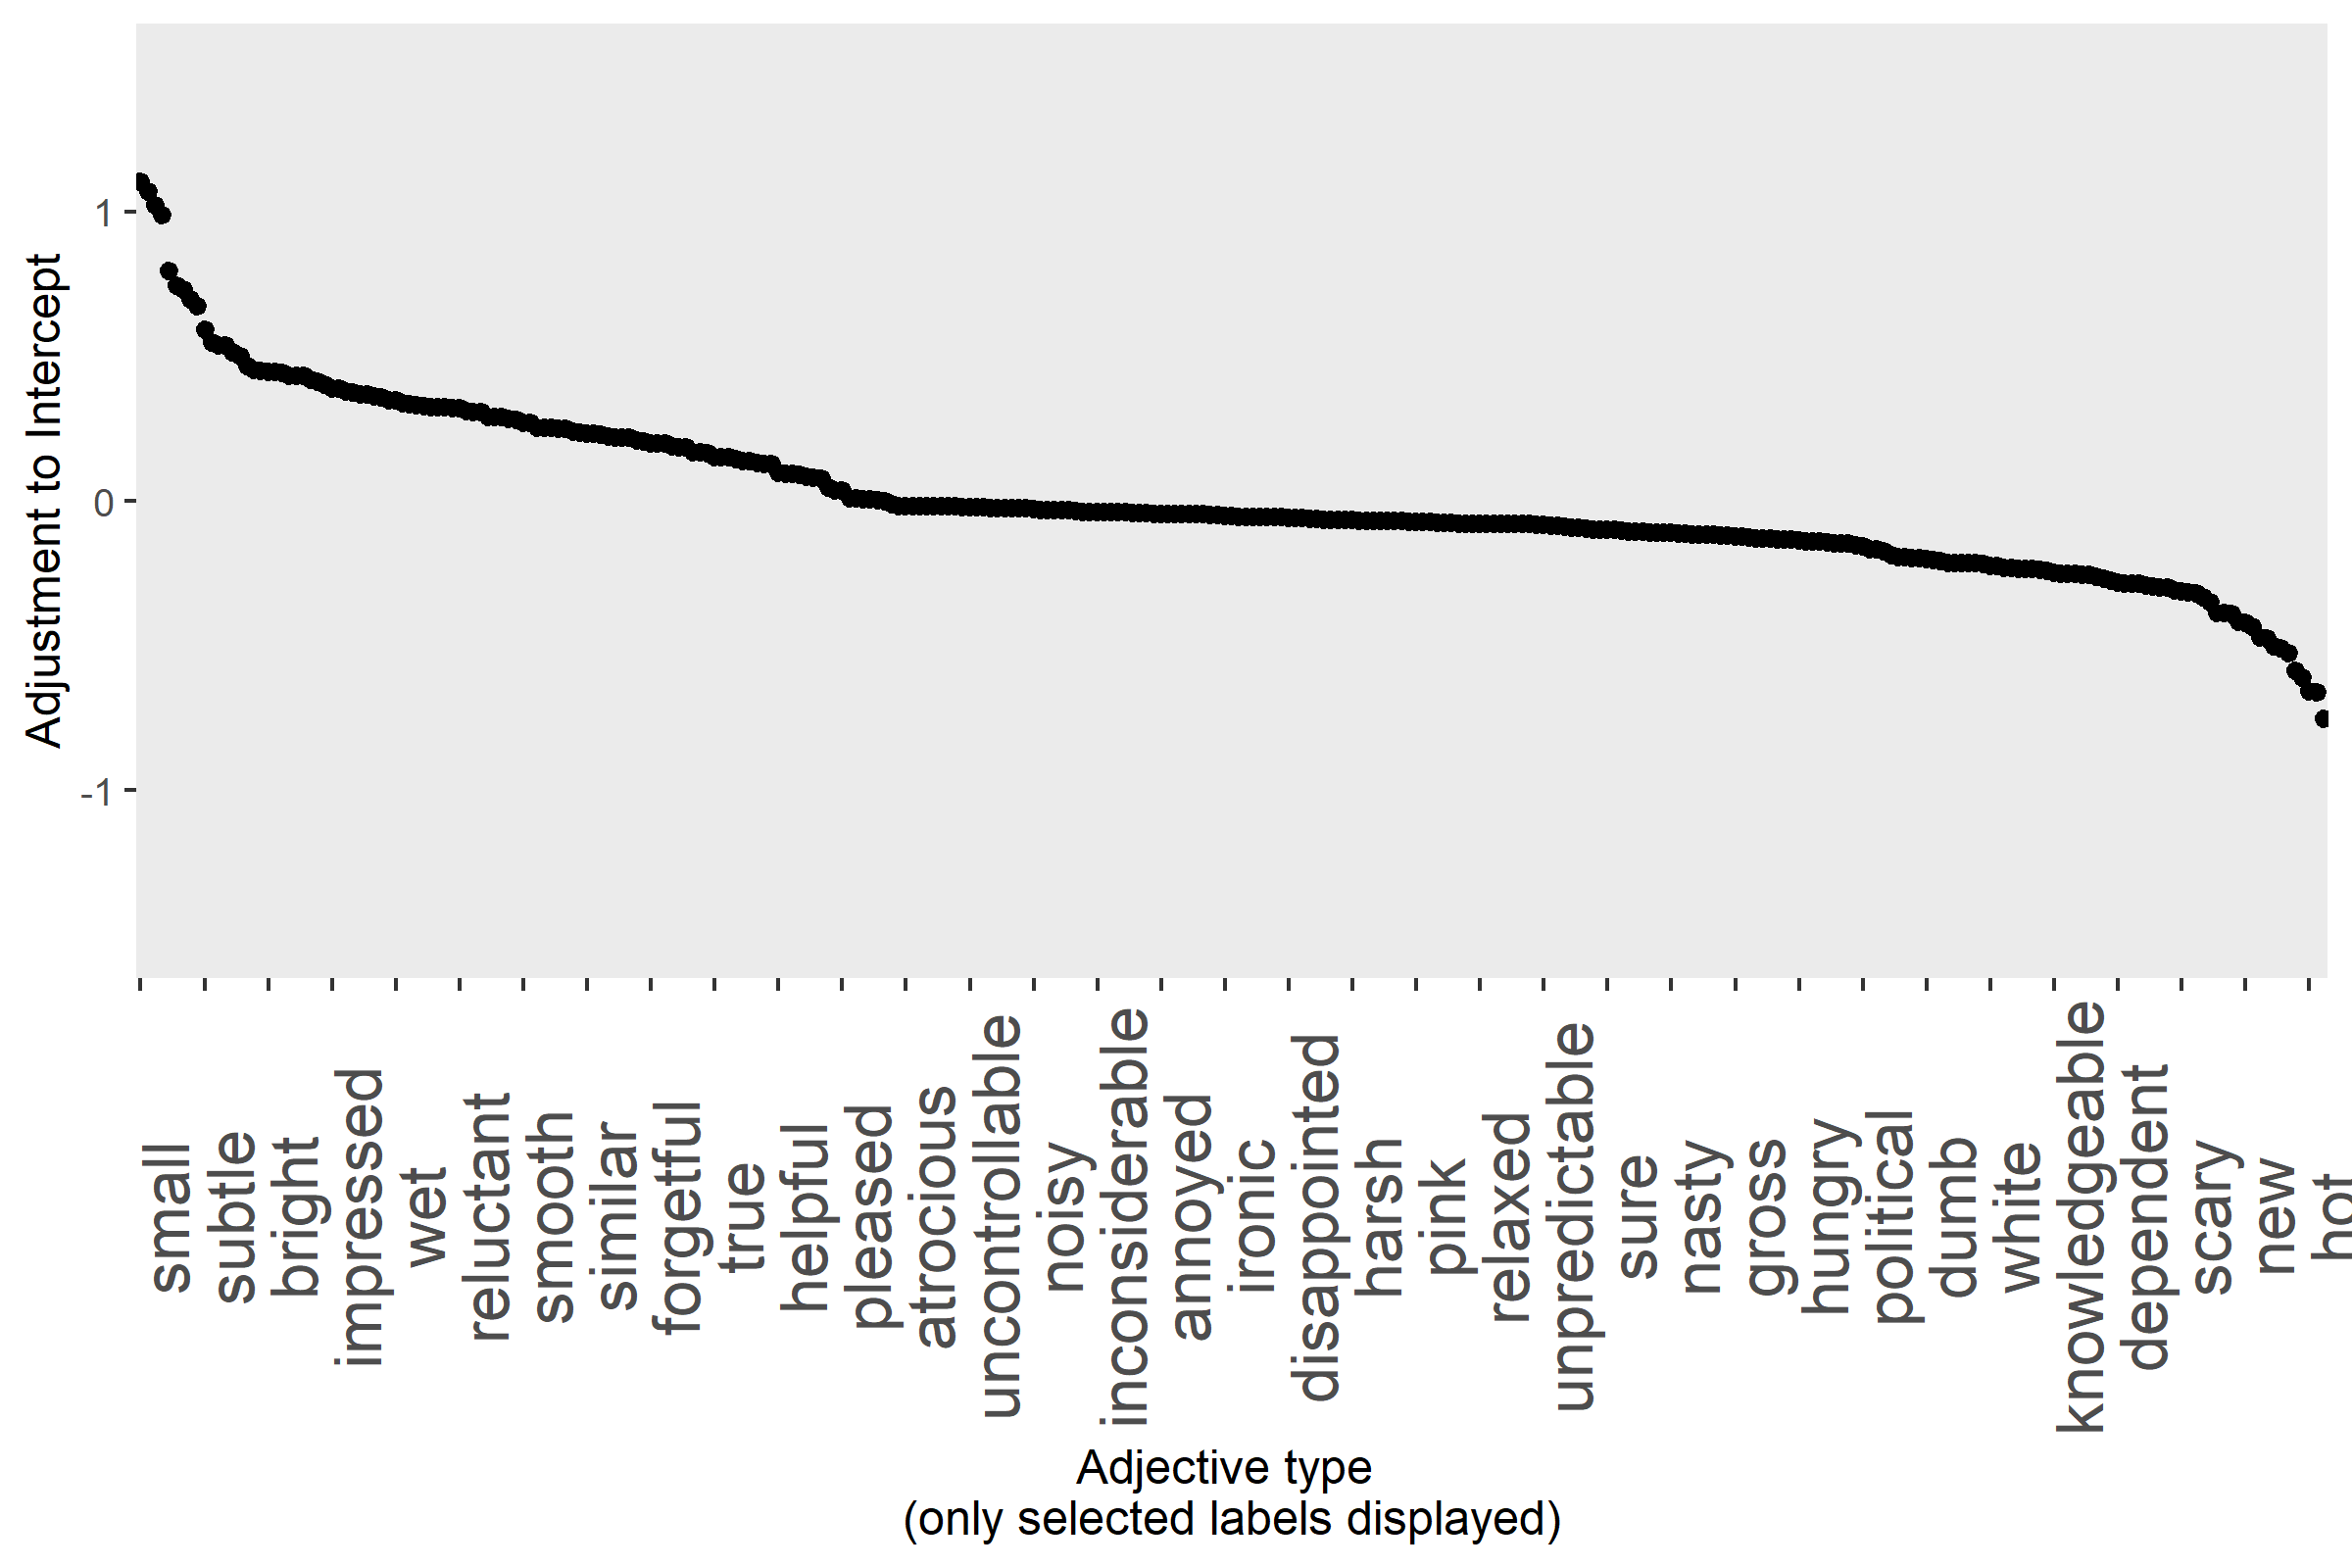 Adjustment to Intercept
1
0
-1
small
subtle
bright
impressed
wet
reluctant
smooth
similar
forgetful
true
helpful
pleased
atrocious
uncontrollable
noisy
inconsiderable
annoyed
ironic
disappointed
harsh
pink
relaxed
unpredictable
sure
nasty
gross
hungry
political
dumb
white
knowledgeable
dependent
scary
new
hot
Adjective type
(only selected labels displayed)